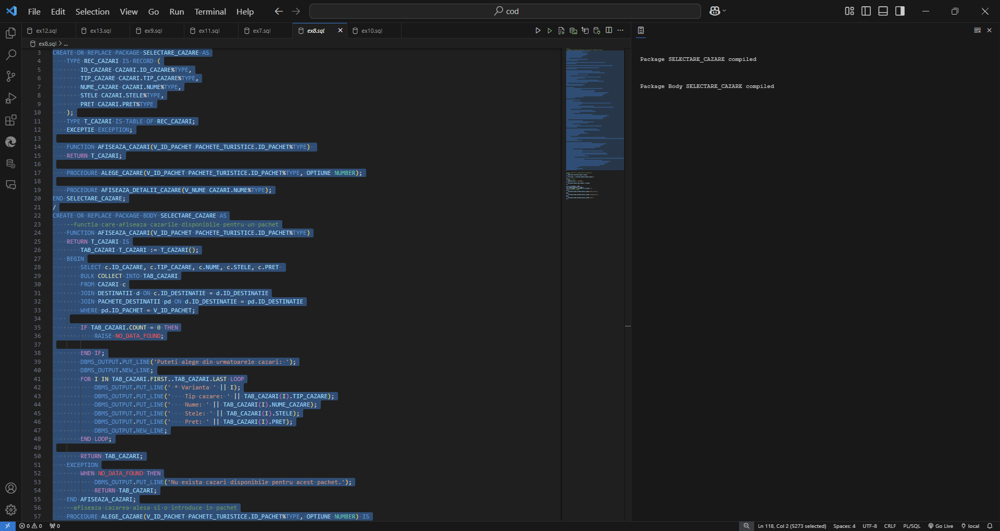 File Edit Selection View Go Run Terminal Help
cod
ex12.sql ex13.sql ex9.sql ex11.sql ex7.sql ex8.sql ex10.sql
ex8.sql > ...
3 CREATE OR REPLACE PACKAGE SELECTARE_CAZARE AS
4 TYPE REC_CAZARI IS RECORD (
5 ID_CAZARE CAZARI.ID_CAZARE%TYPE,
6 TIP_CAZARE CAZARI.TIP_CAZARE%TYPE,
7 NUME_CAZARE CAZARI.NUME%TYPE,
8 STELE CAZARI.STELE%TYPE,
9 PRET CAZARI.PRET%TYPE
10 );
11 TYPE T_CAZARI IS TABLE OF REC_CAZARI;
12 EXCEPTIE EXCEPTION;
13
14 FUNCTION AFISEAZA_CAZARI(V_ID_PACHET PACHETE_TURISTICE.ID_PACHET%TYPE)
15 RETURN T_CAZARI;
16
17 PROCEDURE ALEGE_CAZARE(V_ID_PACHET PACHETE_TURISTICE.ID_PACHET%TYPE, OPTIUNE NUMBER);
18
19 PROCEDURE AFISEAZA_DETALII_CAZARE(V_NUME CAZARI.NUME%TYPE);
20 END SELECTARE_CAZARE;
21 /
22 CREATE OR REPLACE PACKAGE BODY SELECTARE_CAZARE AS
23 --functia care afiseaza cazarile disponibile pentru un pachet
24 FUNCTION AFISEAZA_CAZARI(V_ID_PACHET PACHETE_TURISTICE.ID_PACHET%TYPE)
25 RETURN T_CAZARI IS
26 TAB_CAZARI T_CAZARI := T_CAZARI();
27 BEGIN
28 SELECT c.ID_CAZARE, c.TIP_CAZARE, c.NUME, c.STELE, c.PRET
29 BULK COLLECT INTO TAB_CAZARI
30 FROM CAZARI c
31 JOIN DESTINATII d ON c.ID_DESTINATIE = d.ID_DESTINATIE
32 JOIN PACHETE_DESTINATII pd ON d.ID_DESTINATIE = pd.ID_DESTINATIE
33 WHERE pd.ID_PACHET = V_ID_PACHET;
34
35 IF TAB_CAZARI.COUNT = 0 THEN
36 RAISE NO_DATA_FOUND;
37
38 END IF;
39 DBMS_OUTPUT.PUT_LINE('Puteti alege din urmatoarele cazari: ');
40 DBMS_OUTPUT.NEW_LINE;
41 FOR I IN TAB_CAZARI.FIRST..TAB_CAZARI.LAST LOOP
42 DBMS_OUTPUT.PUT_LINE(' * Varianta ' || I);
43 DBMS_OUTPUT.PUT_LINE('    Tip cazare: ' || TAB_CAZARI(I).TIP_CAZARE);
44 DBMS_OUTPUT.PUT_LINE('    Nume: ' || TAB_CAZARI(I).NUME_CAZARE);
45 DBMS_OUTPUT.PUT_LINE('    Stele: ' || TAB_CAZARI(I).STELE);
46 DBMS_OUTPUT.PUT_LINE('    Pret: ' || TAB_CAZARI(I).PRET);
47 DBMS_OUTPUT.NEW_LINE;
48 END LOOP;
49
50 RETURN TAB_CAZARI;
51 EXCEPTION
52 WHEN NO_DATA_FOUND THEN
53 DBMS_OUTPUT.PUT_LINE('Nu exista cazari disponibile pentru acest pachet.');
54 RETURN TAB_CAZARI;
55 END AFISEAZA_CAZARI;
56 --afiseaza cazarea alesa si o introduce in pachet
57 PROCEDURE ALEGE_CAZARE(V_ID_PACHET PACHETE_TURISTICE.ID_PACHET%TYPE, OPTIUNE NUMBER) IS
Package SELECTARE_CAZARE compiled
Package Body SELECTARE_CAZARE compiled
0 0 0 Ln 118, Col 2 (5273 selected) Spaces: 4 UTF-8 CRLF PL/SQL Go Live local